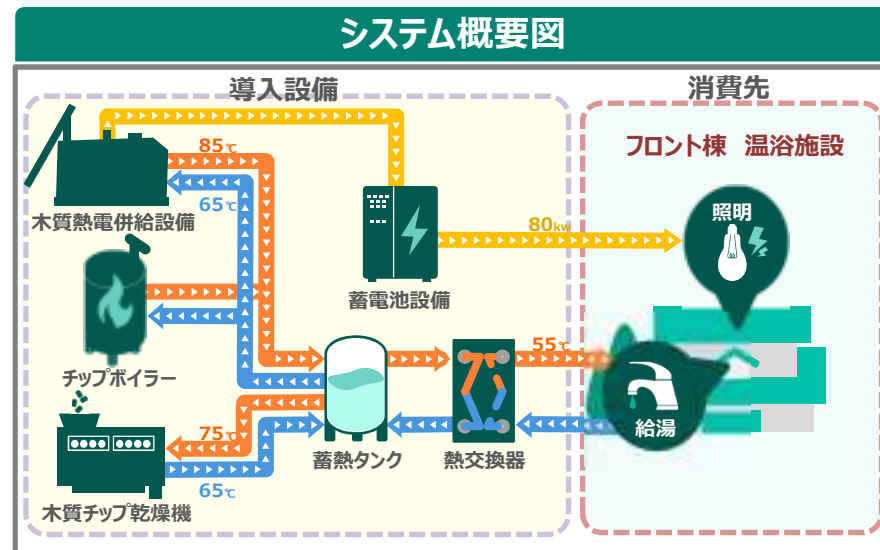 システム概要図
導入設備
消費先
フロント棟 温浴施設
85℃
65℃
木質熱電併給設備
照明
80kw
蓄電池設備
チップボイラー
55℃
給湯
75℃
蓄熱タンク
熱交換器
65℃
木質チップ乾燥機